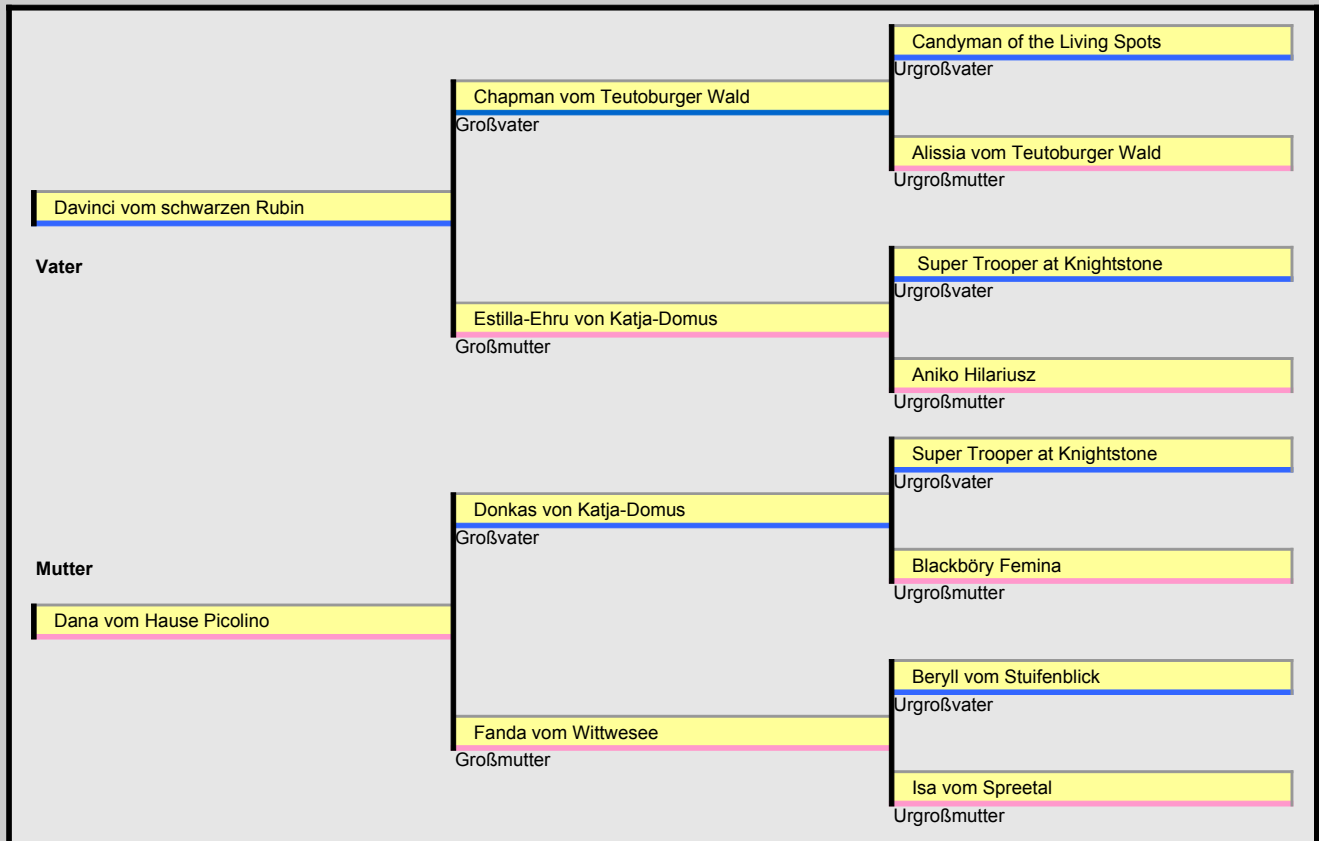 Candyman of the Living Spots
Urgroßvater
Chapman vom Teutoburger Wald
Großvater
Alissia vom Teutoburger Wald
Urgroßmutter
Davinci vom schwarzen Rubin
Vater
Super Trooper at Knightstone
Urgroßvater
Estilla-Ehru von Katja-Domus
Großmutter
Aniko Hilariusz
Urgroßmutter
Super Trooper at Knightstone
Urgroßvater
Donkas von Katja-Domus
Großvater
Mutter
Blackböry Femina
Urgroßmutter
Dana vom Hause Picolino
Beryll vom Stuifenblick
Urgroßvater
Fanda vom Wittwesee
Großmutter
Isa vom Spreetal
Urgroßmutter